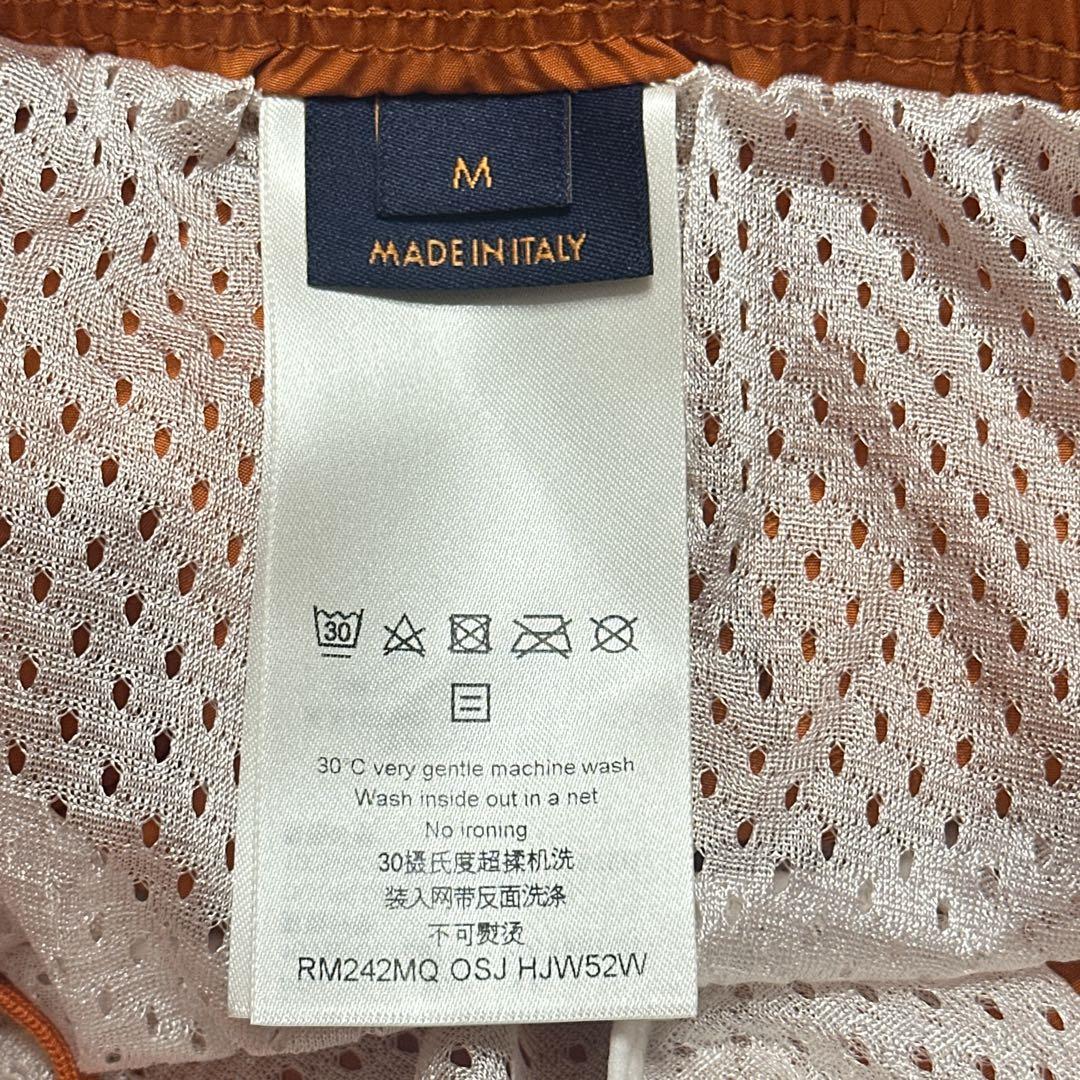 M
MADE IN ITALY
30
30°C very gentle machine wash
Wash inside out in a net
No ironing
30摄氏度超揉机洗
装入网带反面洗涤
不可熨烫
RM242MQ OSJ HJW52W